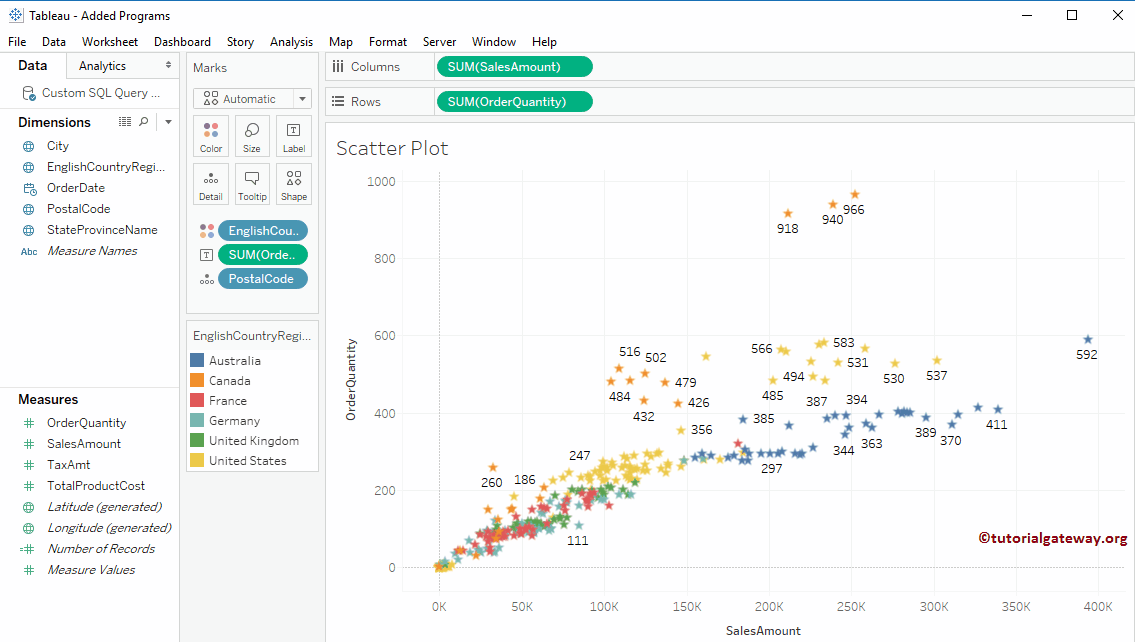 Tableau - Added Programs
File Data Worksheet Dashboard Story Analysis Map Format Server Window Help
Data Analytics
Custom SQL Query ...
Dimensions
City
EnglishCountryRegi...
OrderDate
PostalCode
StateProvinceName
Abc Measure Names
Measures
OrderQuantity
SalesAmount
TaxAmt
TotalProductCost
Latitude (generated)
Longitude (generated)
Number of Records
Measure Values
Marks
Automatic
Color Size Label
Detail Tooltip Shape
EnglishCou..
SUM(Orde..
PostalCode
EnglishCountryRegi...
Australia
Canada
France
Germany
United Kingdom
United States
Columns SUM(SalesAmount)
Rows SUM(OrderQuantity)
Scatter Plot
OrderQuantity
1000
800
600
400
200
0
918 940 966
592
516 502 566 583
484 479 494 531 530 537
432 426 485 387 394
356 385 344 363 389 370 411
247 297
260 186
111
©tutorialgateway.org
0K 50K 100K 150K 200K 250K 300K 350K 400K
SalesAmount